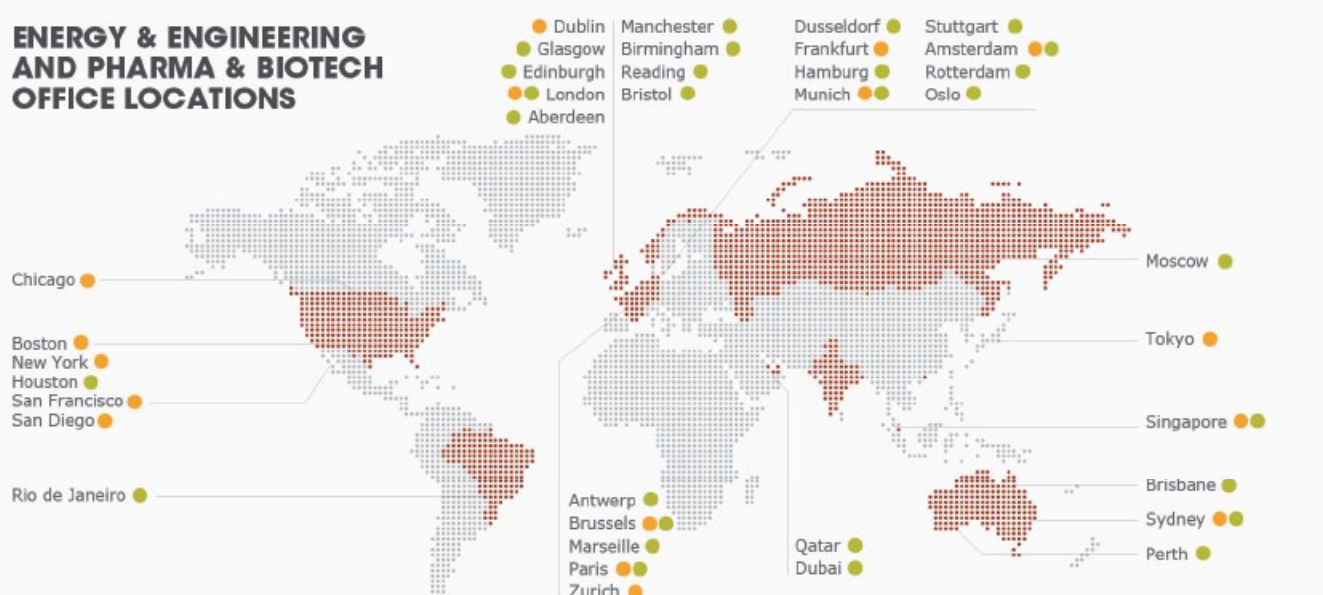 ENERGY & ENGINEERING
AND PHARMA & BIOTECH
OFFICE LOCATIONS
Dublin
Glasgow
Edinburgh
London
Aberdeen
Manchester
Birmingham
Reading
Bristol
Dusseldorf
Frankfurt
Hamburg
Munich
Stuttgart
Amsterdam
Rotterdam
Oslo
Chicago
Boston
New York
Houston
San Francisco
San Diego
Rio de Janeiro
Antwerp
Brussels
Marseille
Paris
Zurich
Qatar
Dubai
Moscow
Tokyo
Singapore
Brisbane
Sydney
Perth